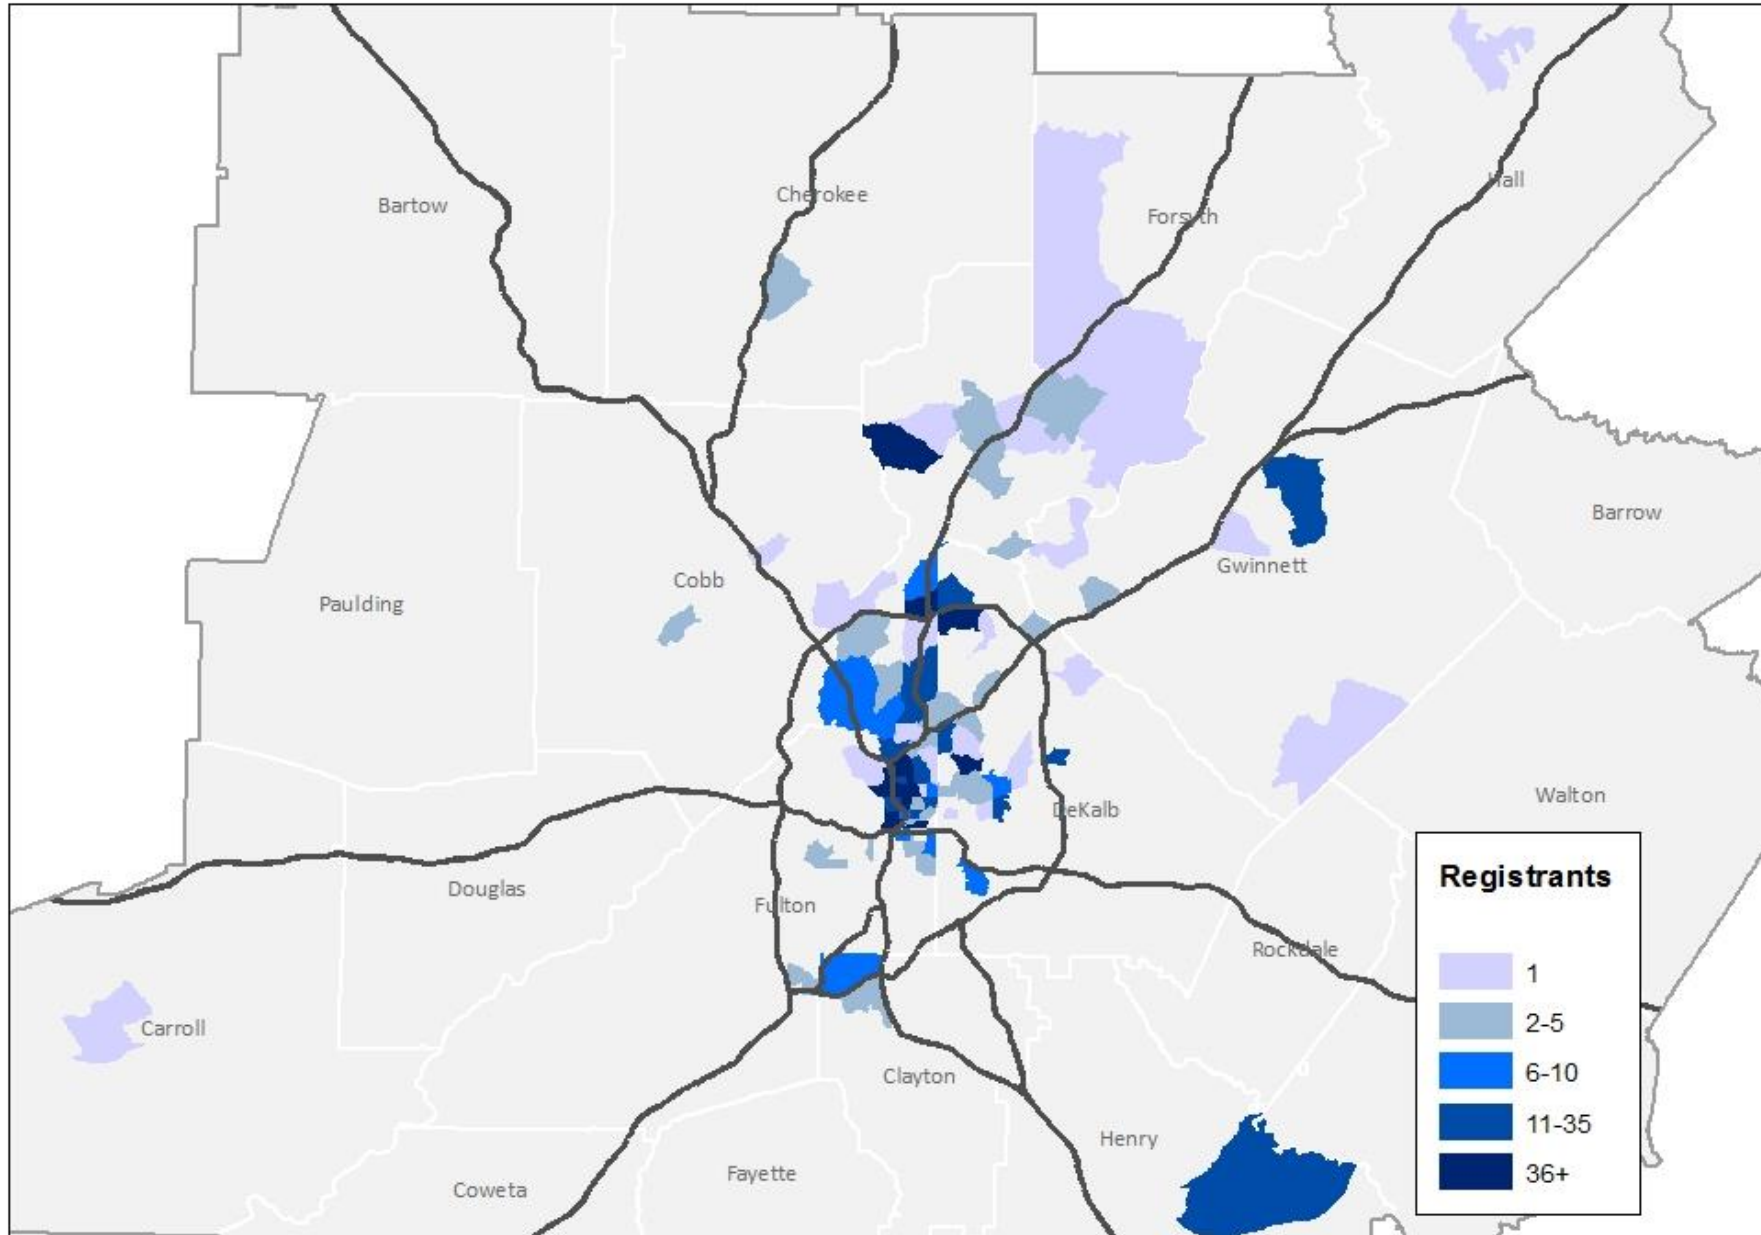 Hall
Cherokee
Bartow
Forsyth
Barrow
Gwinnett
Cobb
Paulding
Walton
DeKalb
Douglas
Fulton
Rockdale
Carroll
Clayton
Henry
Fayette
Coweta
Registrants
1
2-5
6-10
11-35
36+